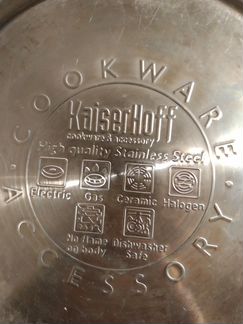 COOKWARE
KaiserHoff
cookware & accessory
High quality Stainless Steel
Electric Gas Ceramic Halogen
No flame on body
Dishwasher Safe
ACCESSORY